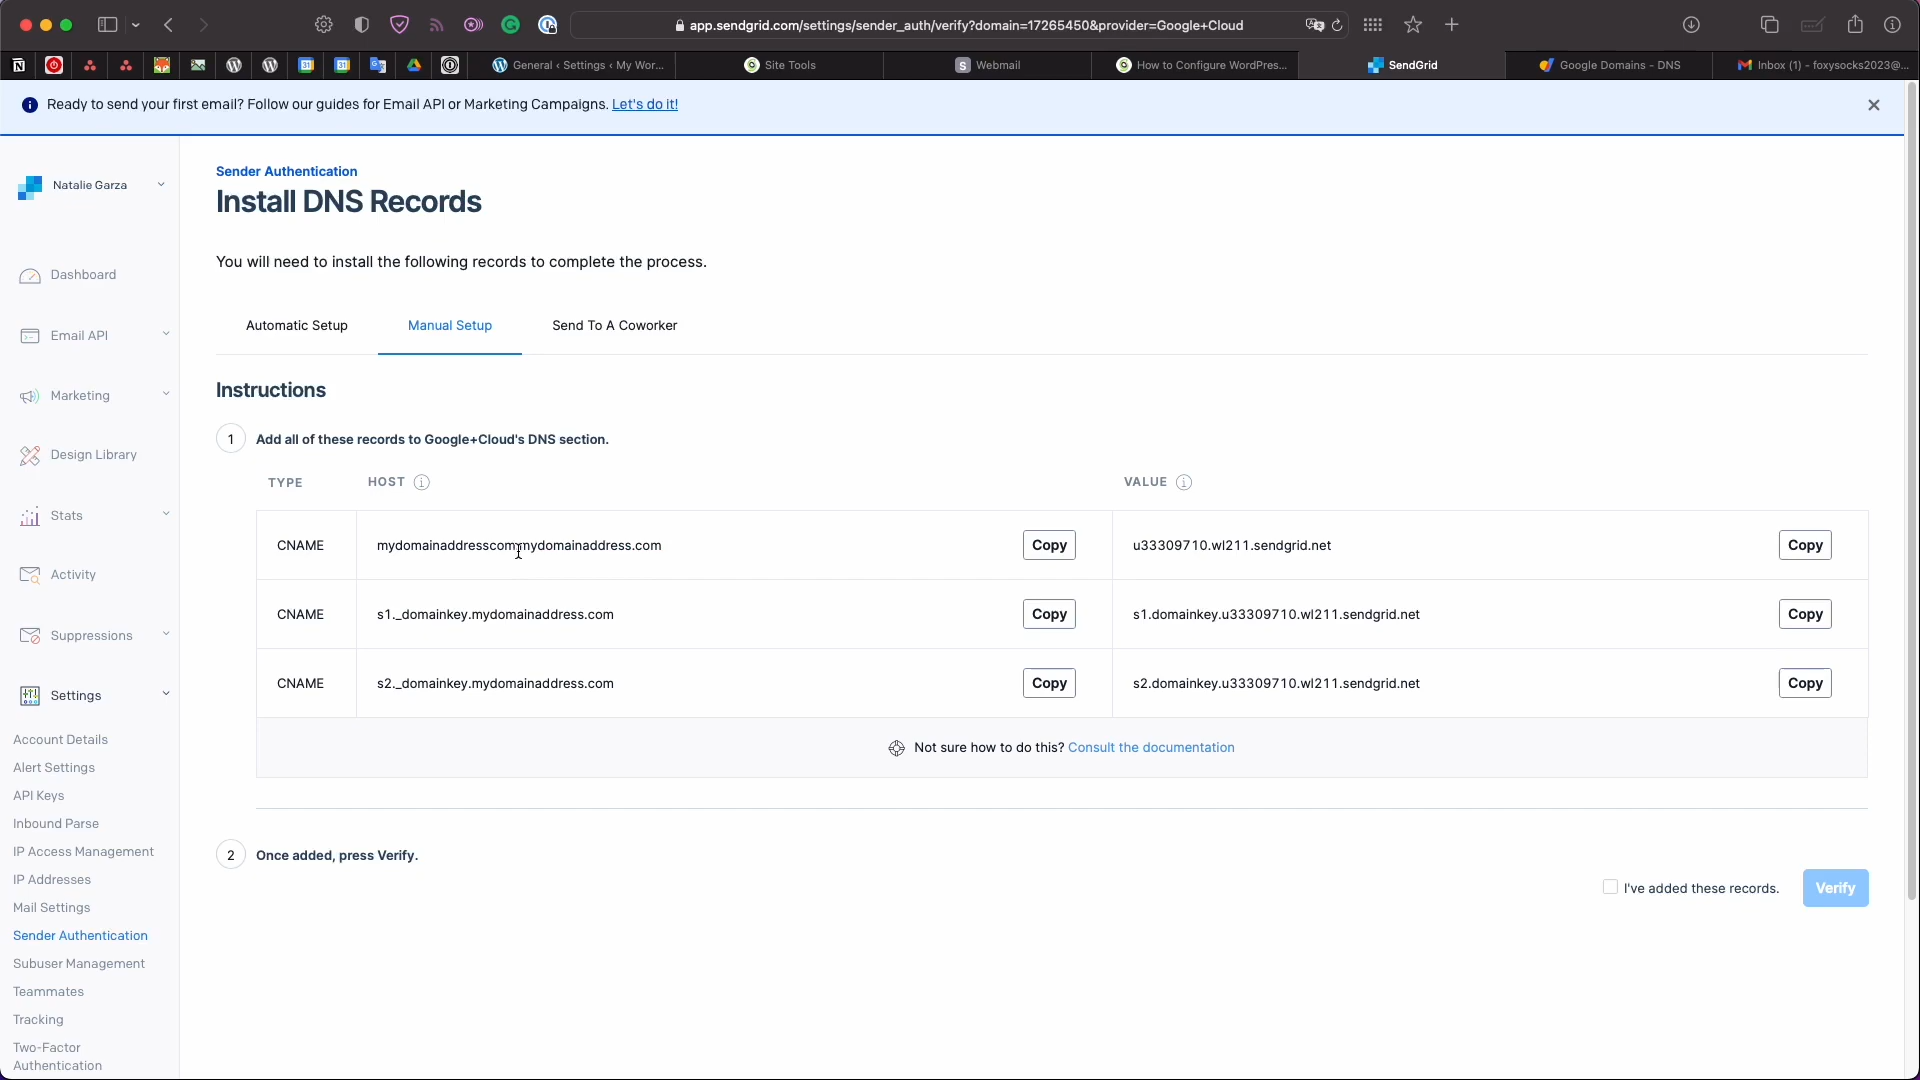 app.sendgrid.com/settings/sender_auth/verify?domain=17265450&provider=Google+Cloud
General ‹ Settings ‹ My Wor...
Site Tools
S Webmail
How to Configure WordPres...
SendGrid
Google Domains - DNS
Inbox (1) - foxysocks2023@...
Ready to send your first email? Follow our guides for Email API or Marketing Campaigns. Let's do it!
Natalie Garza
Dashboard
Email API
Marketing
Design Library
Stats
Activity
Suppressions
Settings
Account Details
Alert Settings
API Keys
Inbound Parse
IP Access Management
IP Addresses
Mail Settings
Sender Authentication
Subuser Management
Teammates
Tracking
Two-Factor
Authentication
Sender Authentication
Install DNS Records
You will need to install the following records to complete the process.
Automatic Setup
Manual Setup
Send To A Coworker
Instructions
1 Add all of these records to Google+Cloud's DNS section.
TYPE HOST VALUE
CNAME mydomainaddresscommydomainaddress.com Copy u33309710.wl211.sendgrid.net Copy
CNAME s1._domainkey.mydomainaddress.com Copy s1.domainkey.u33309710.wl211.sendgrid.net Copy
CNAME s2._domainkey.mydomainaddress.com Copy s2.domainkey.u33309710.wl211.sendgrid.net Copy
Not sure how to do this? Consult the documentation
2 Once added, press Verify.
I've added these records. Verify